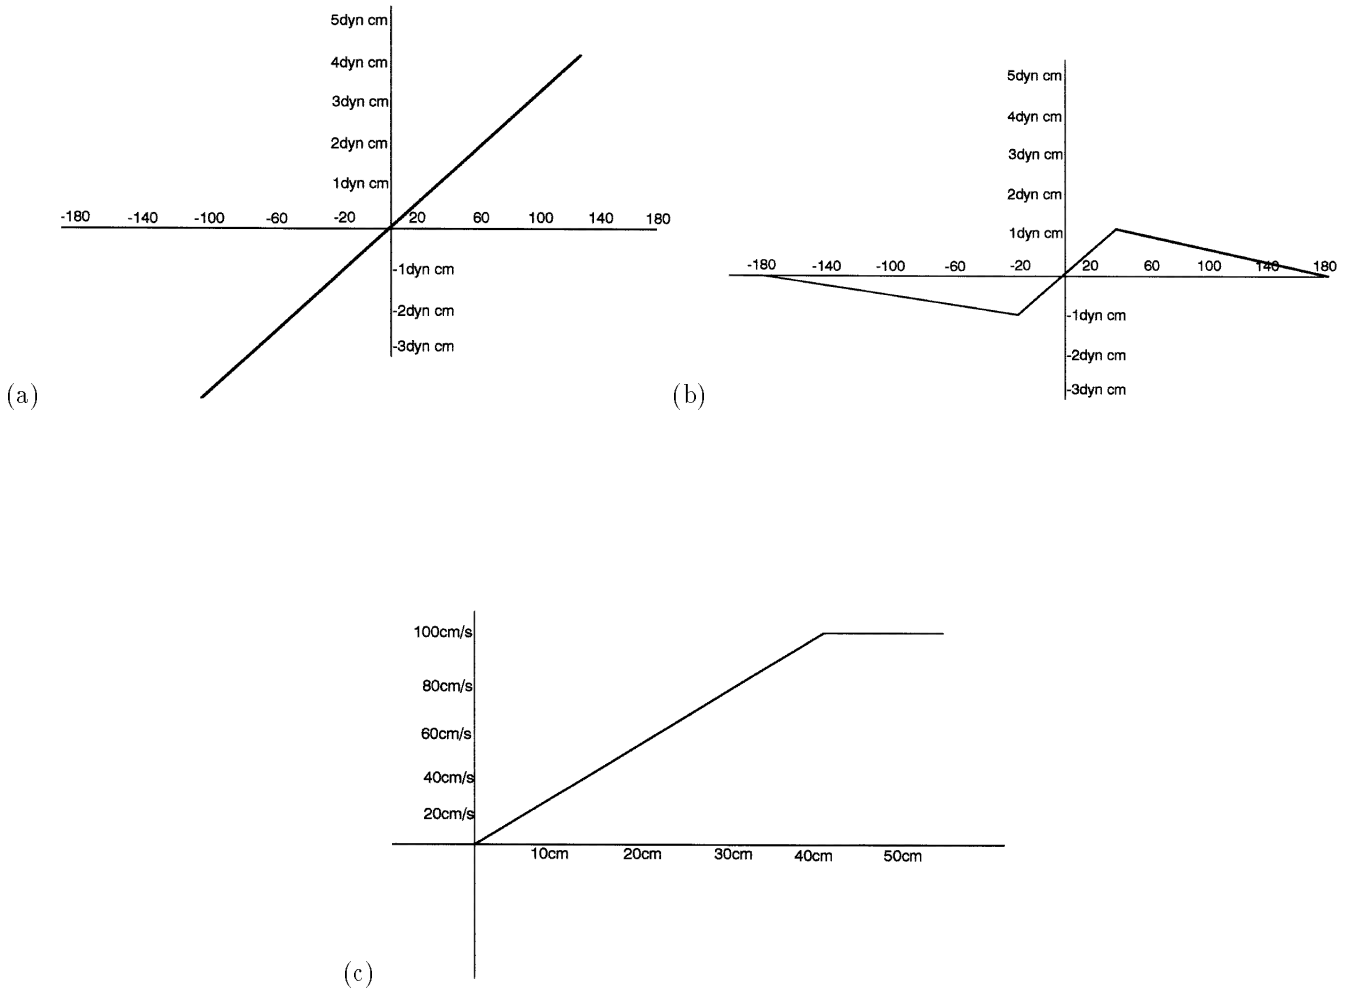 5dyn cm
4dyn cm
3dyn cm
2dyn cm
1dyn cm
-180 -140 -100 -60 -20 20 60 100 140 180
-1dyn cm
-2dyn cm
-3dyn cm
(a)
5dyn cm
4dyn cm
3dyn cm
2dyn cm
1dyn cm
-180 -140 -100 -60 -20 20 60 100 140 180
-1dyn cm
-2dyn cm
-3dyn cm
(b)
100cm/s
80cm/s
60cm/s
40cm/s
20cm/s
10cm 20cm 30cm 40cm 50cm
(c)